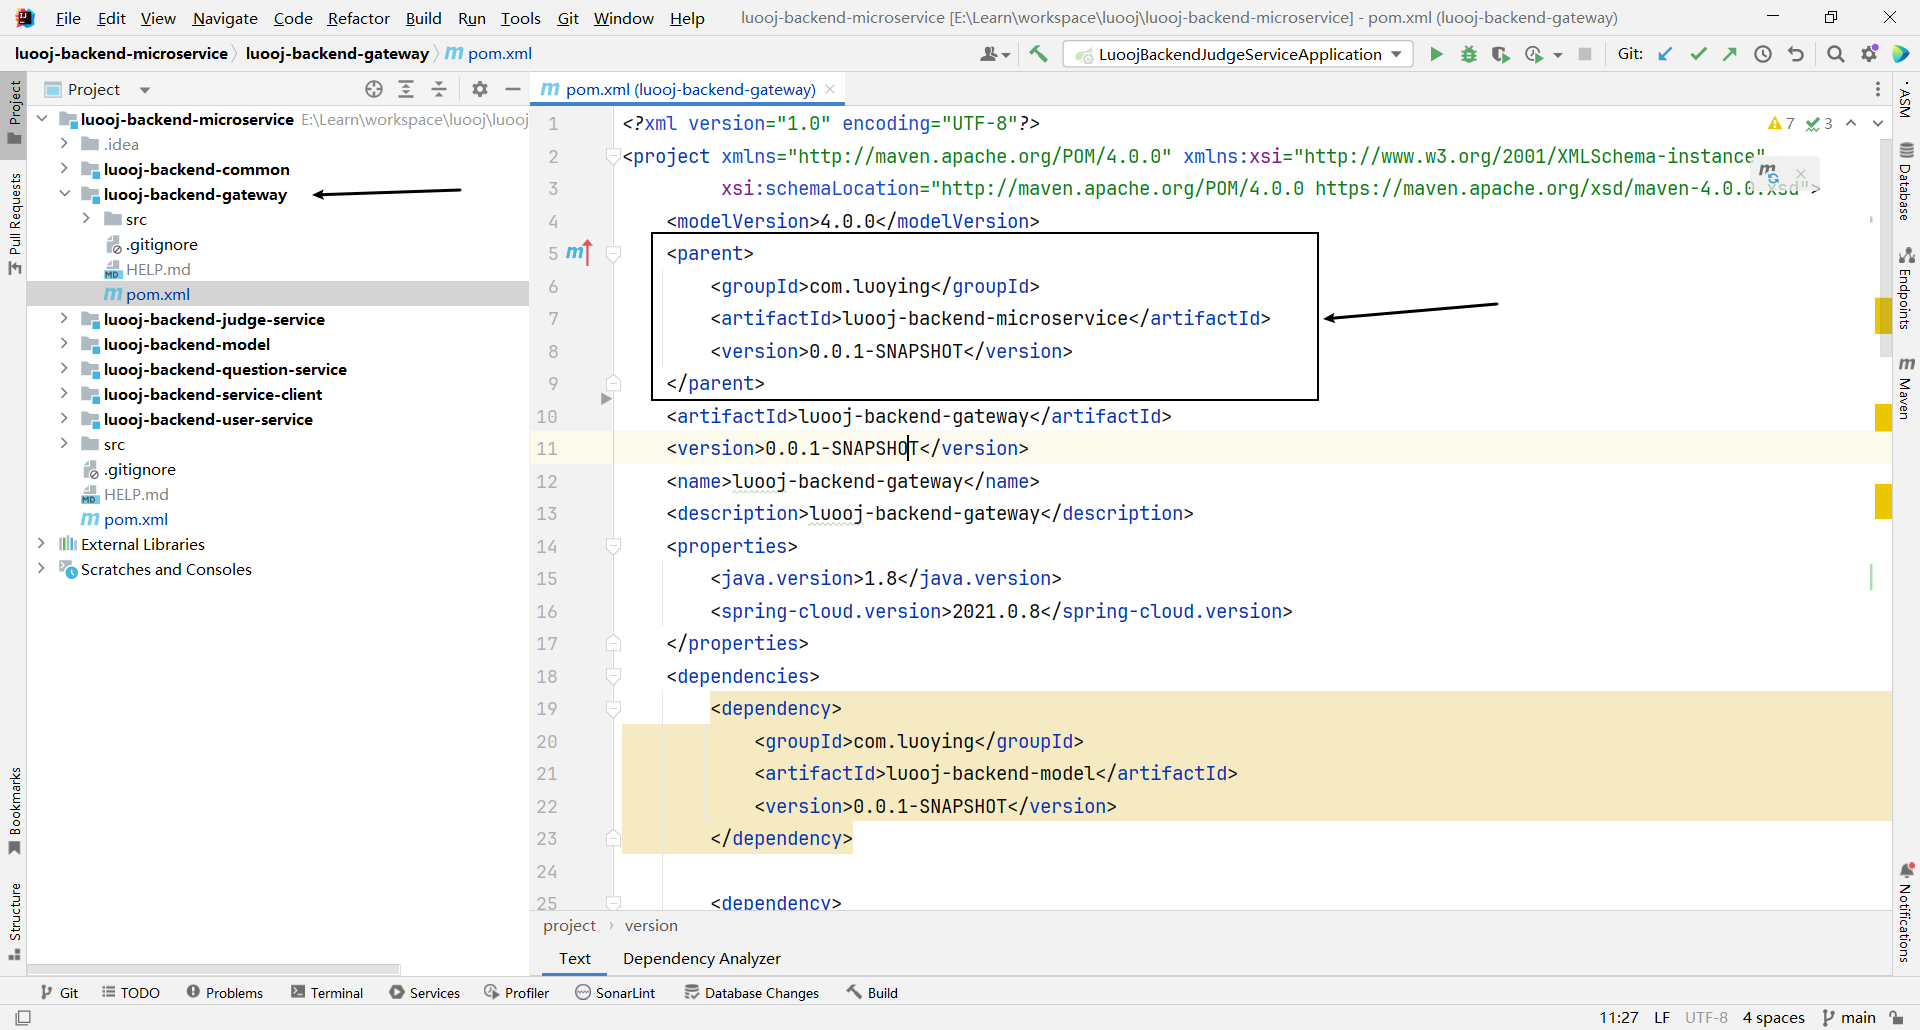 File Edit View Navigate Code Refactor Build Run Tools Git Window Help luooj-backend-microservice [E:\Learn\workspace\luooj\luooj-backend-microservice] - pom.xml (luooj-backend-gateway)
luooj-backend-microservice luooj-backend-gateway pom.xml LuoojBackendJudgeServiceApplication Git:
Project
pom.xml (luooj-backend-gateway)
Project
Pull Requests
Bookmarks
Structure
luooj-backend-microservice E:\Learn\workspace\luooj\luooj
.idea
luooj-backend-common
luooj-backend-gateway
src
.gitignore
HELP.md
pom.xml
luooj-backend-judge-service
luooj-backend-model
luooj-backend-question-service
luooj-backend-service-client
luooj-backend-user-service
src
.gitignore
HELP.md
pom.xml
External Libraries
Scratches and Consoles
7 3
1 <?xml version="1.0" encoding="UTF-8"?>
2 <project xmlns="http://maven.apache.org/POM/4.0.0" xmlns:xsi="http://www.w3.org/2001/XMLSchema-instance"
3 xsi:schemaLocation="http://maven.apache.org/POM/4.0.0 https://maven.apache.org/xsd/maven-4.0.0.xsd">
4 <modelVersion>4.0.0</modelVersion>
5 <parent>
6 <groupId>com.luoying</groupId>
7 <artifactId>luooj-backend-microservice</artifactId>
8 <version>0.0.1-SNAPSHOT</version>
9 </parent>
10 <artifactId>luooj-backend-gateway</artifactId>
11 <version>0.0.1-SNAPSHOT</version>
12 <name>luooj-backend-gateway</name>
13 <description>luooj-backend-gateway</description>
14 <properties>
15 <java.version>1.8</java.version>
16 <spring-cloud.version>2021.0.8</spring-cloud.version>
17 </properties>
18 <dependencies>
19 <dependency>
20 <groupId>com.luoying</groupId>
21 <artifactId>luooj-backend-model</artifactId>
22 <version>0.0.1-SNAPSHOT</version>
23 </dependency>
24
25 <dependency>
ASM
Database
Endpoints
Maven
Notifications
project version
Text Dependency Analyzer
Git TODO Problems Terminal Services Profiler SonarLint Database Changes Build
11:27 LF UTF-8 4 spaces main